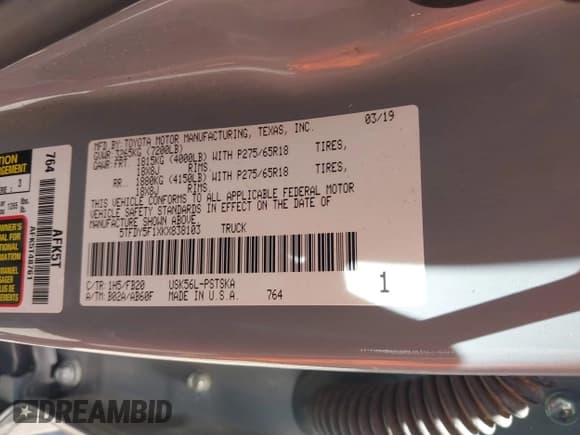 MFD BY: TOYOTA MOTOR MANUFACTURING, TEXAS, INC. 03/19
GVWR 3265KG (7200LB)
GAWR FRT 1815KG (4000LB) WITH P275/65R18 TIRES,
18X8J RIMS
RR.. 1880KG (4150LB) WITH P275/65R18 TIRES,
18X8J RIMS
THIS VEHICLE CONFORMS TO ALL APPLICABLE FEDERAL MOTOR
VEHICLE SAFETY STANDARDS IN EFFECT ON THE DATE OF
MANUFACTURE SHOWN ABOVE
5TFDY5F1XKX838103 TRUCK
C/TR: 1H5/FB20 USK56L-PSTSKA
A/TM: B02A/AB60F MADE IN U.S.A. 764
1
764
AFK5T
AFK5T48761
3
DREAMBID